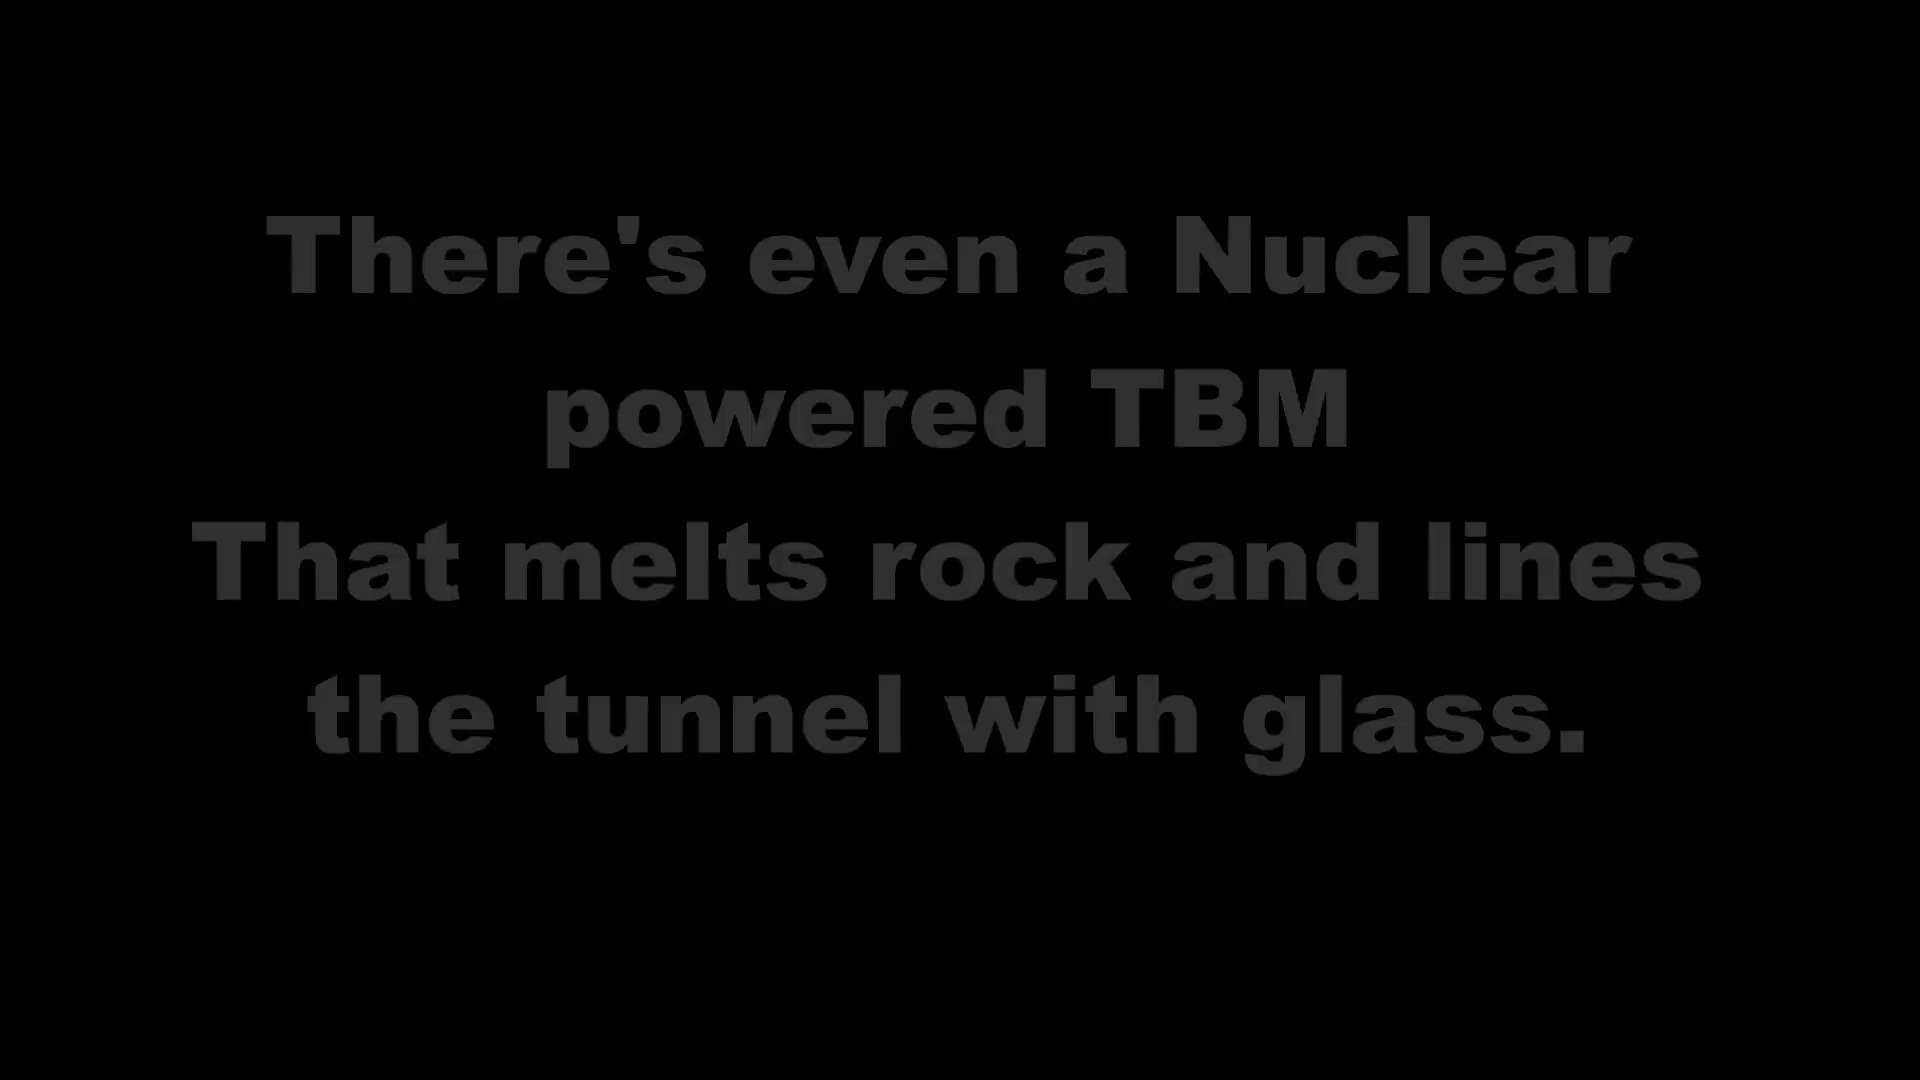 There's even a Nuclear
powered TBM
That melts rock and lines
the tunnel with glass.